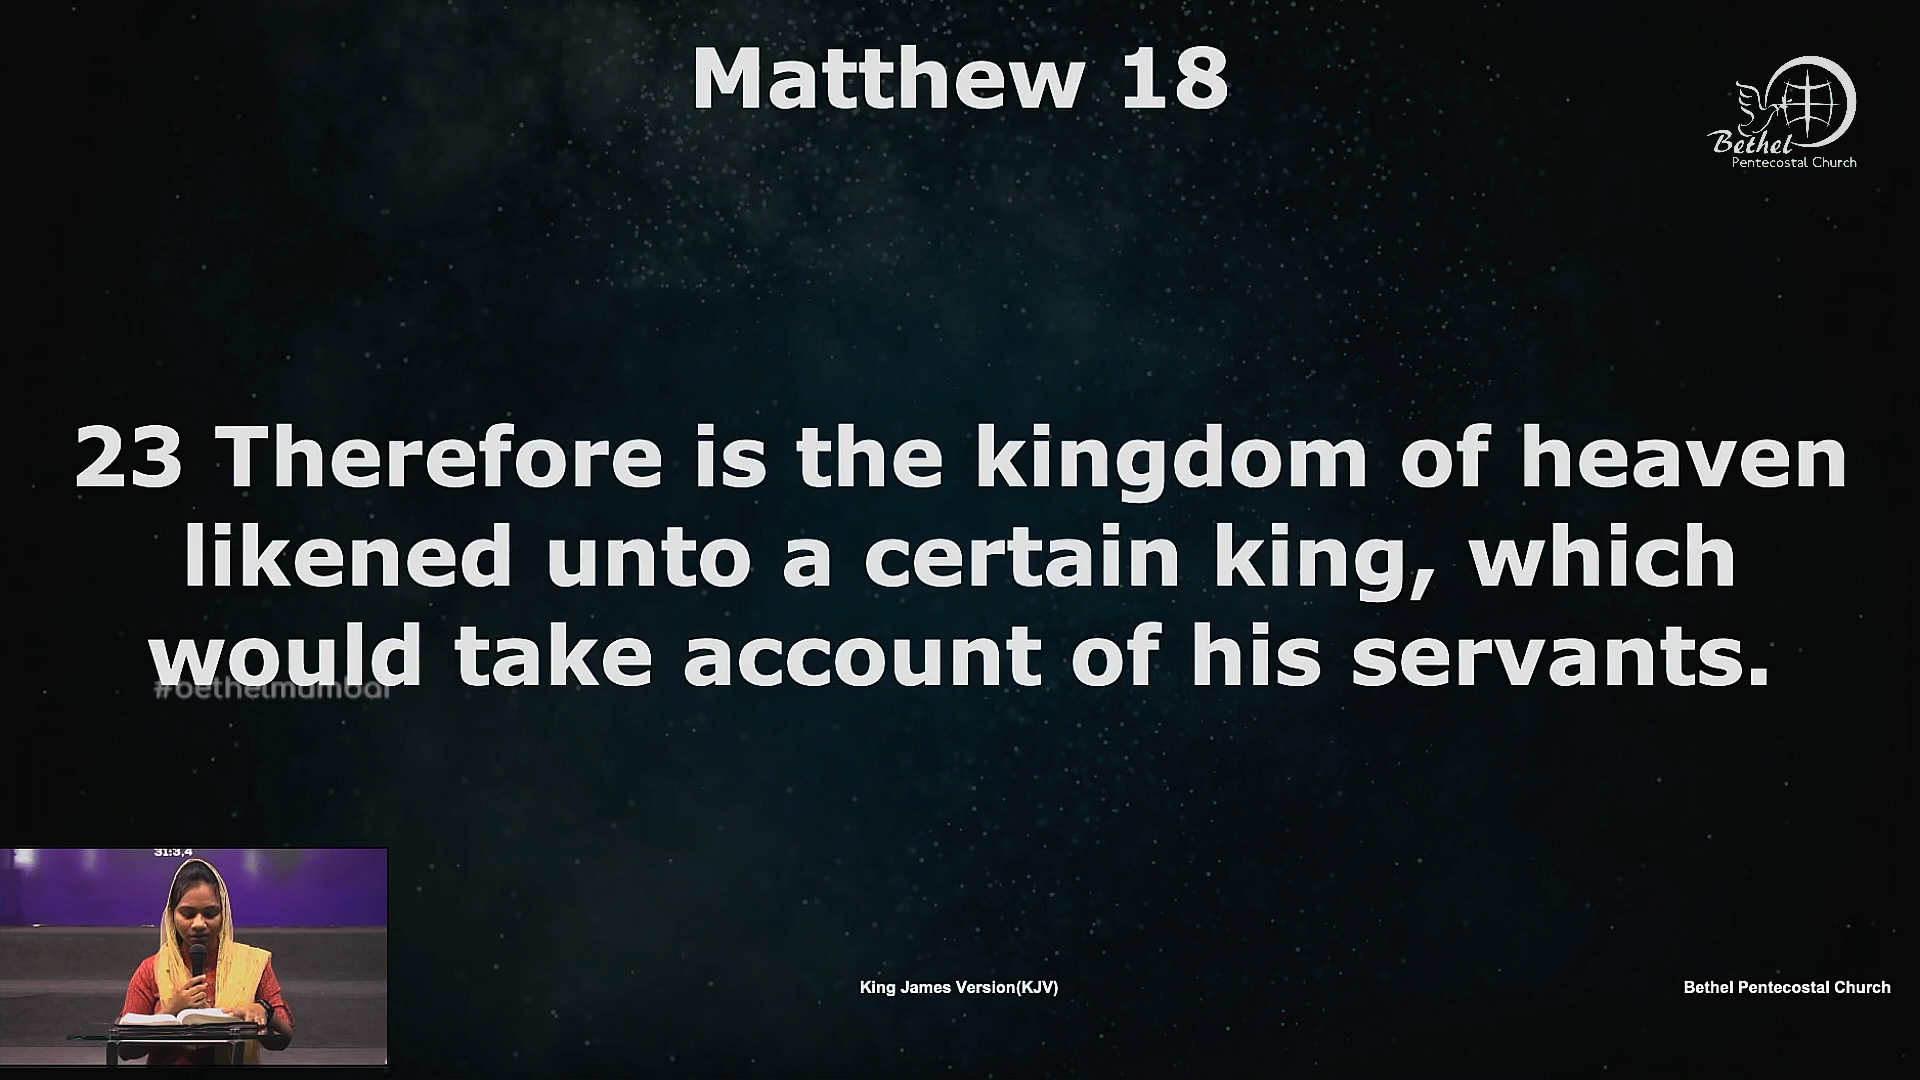 Matthew 18
Bethel
Pentecostal Church
23 Therefore is the kingdom of heaven
likened unto a certain king, which
would take account of his servants.
#bethelmumbai
31:3,4
King James Version(KJV)
Bethel Pentecostal Church